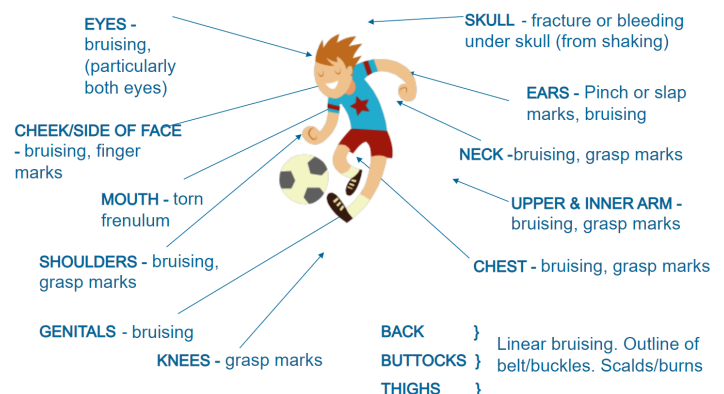 EYES -
bruising,
(particularly
both eyes)
SKULL - fracture or bleeding
under skull (from shaking)
EARS - Pinch or slap
marks, bruising
CHEEK/SIDE OF FACE
- bruising, finger
marks
NECK -bruising, grasp marks
MOUTH - torn
frenulum
UPPER & INNER ARM -
bruising, grasp marks
SHOULDERS - bruising,
grasp marks
CHEST - bruising, grasp marks
GENITALS - bruising
KNEES - grasp marks
BACK }
BUTTOCKS }
THIGHS }
Linear bruising. Outline of
belt/buckles. Scalds/burns